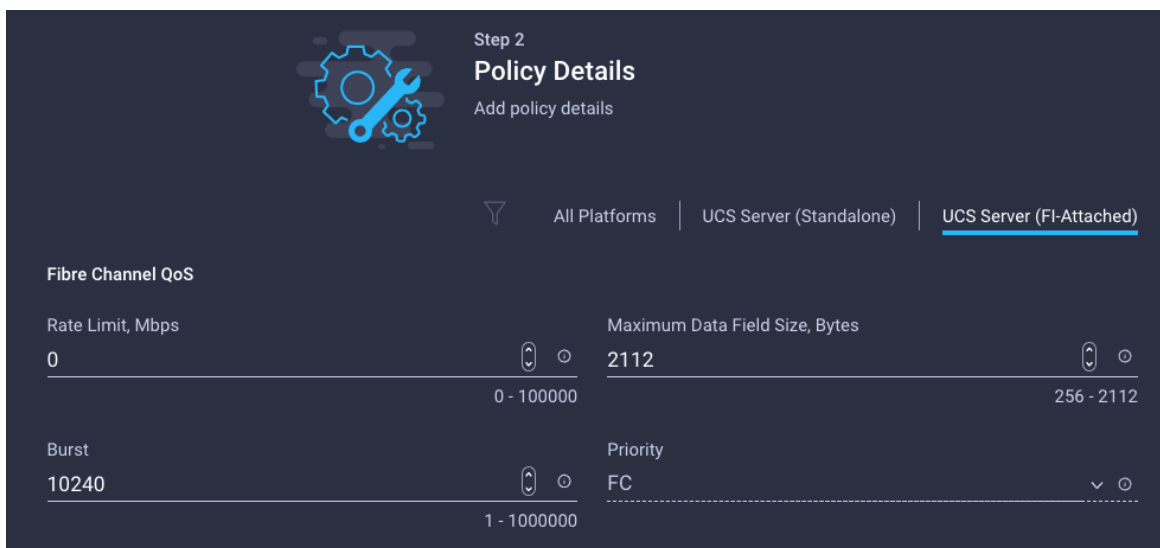 Step 2
Policy Details
Add policy details
All Platforms
UCS Server (Standalone)
UCS Server (FI-Attached)
Fibre Channel QoS
Rate Limit, Mbps
0
0 - 100000
Maximum Data Field Size, Bytes
2112
256 - 2112
Burst
10240
1 - 1000000
Priority
FC